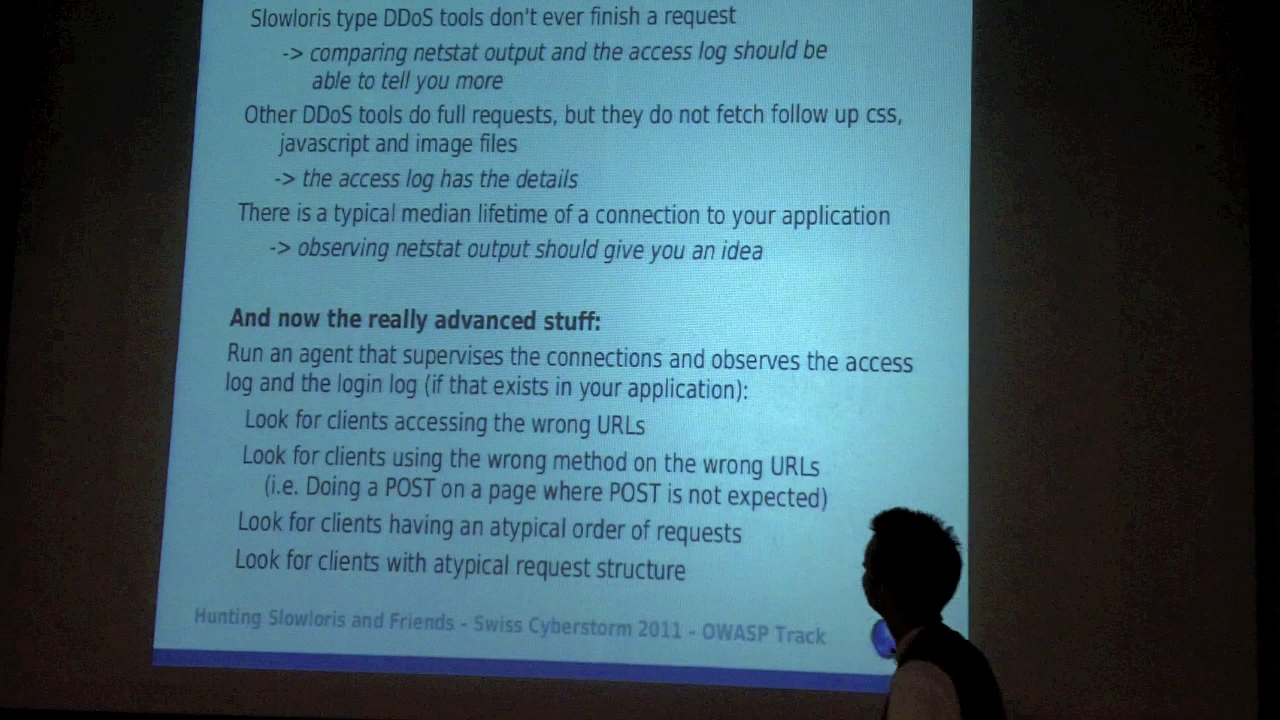 Slowloris type DDoS tools don't ever finish a request
-> comparing netstat output and the access log should be
able to tell you more
Other DDoS tools do full requests, but they do not fetch follow up css,
javascript and image files
-> the access log has the details
There is a typical median lifetime of a connection to your application
-> observing netstat output should give you an idea
And now the really advanced stuff:
Run an agent that supervises the connections and observes the access
log and the login log (if that exists in your application):
Look for clients accessing the wrong URLs
Look for clients using the wrong method on the wrong URLs
(i.e. Doing a POST on a page where POST is not expected)
Look for clients having an atypical order of requests
Look for clients with atypical request structure
Hunting Slowloris and Friends - Swiss Cyberstorm 2011 - OWASP Track